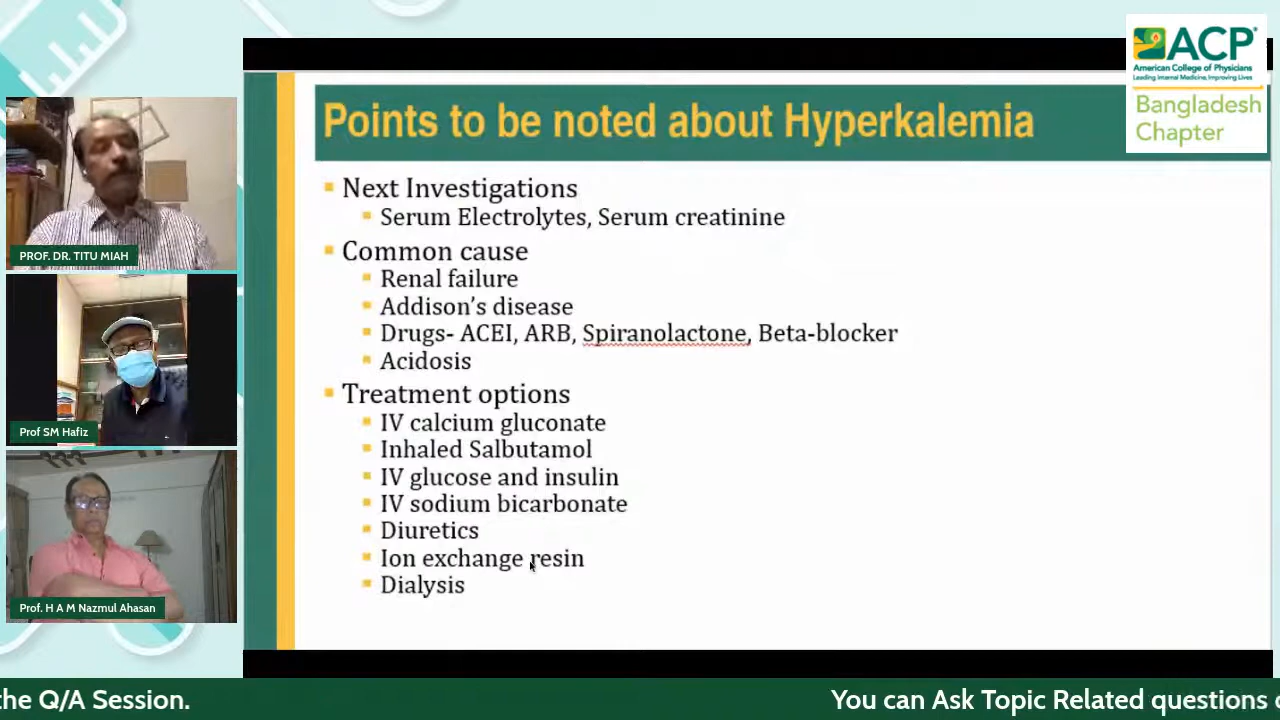 ACP
American College of Physicians
Leading Internal Medicine, Improving Lives
Bangladesh
Chapter
Points to be noted about Hyperkalemia
Next Investigations
Serum Electrolytes, Serum creatinine
Common cause
Renal failure
Addison's disease
Drugs- ACEI, ARB, Spiranolactone, Beta-blocker
Acidosis
Treatment options
IV calcium gluconate
Inhaled Salbutamol
IV glucose and insulin
IV sodium bicarbonate
Diuretics
Ion exchange resin
Dialysis
PROF. DR. TITU MIAH
Prof SM Hafiz
Prof. H A M Nazmul Ahasan
the Q/A Session. You can Ask Topic Related questions